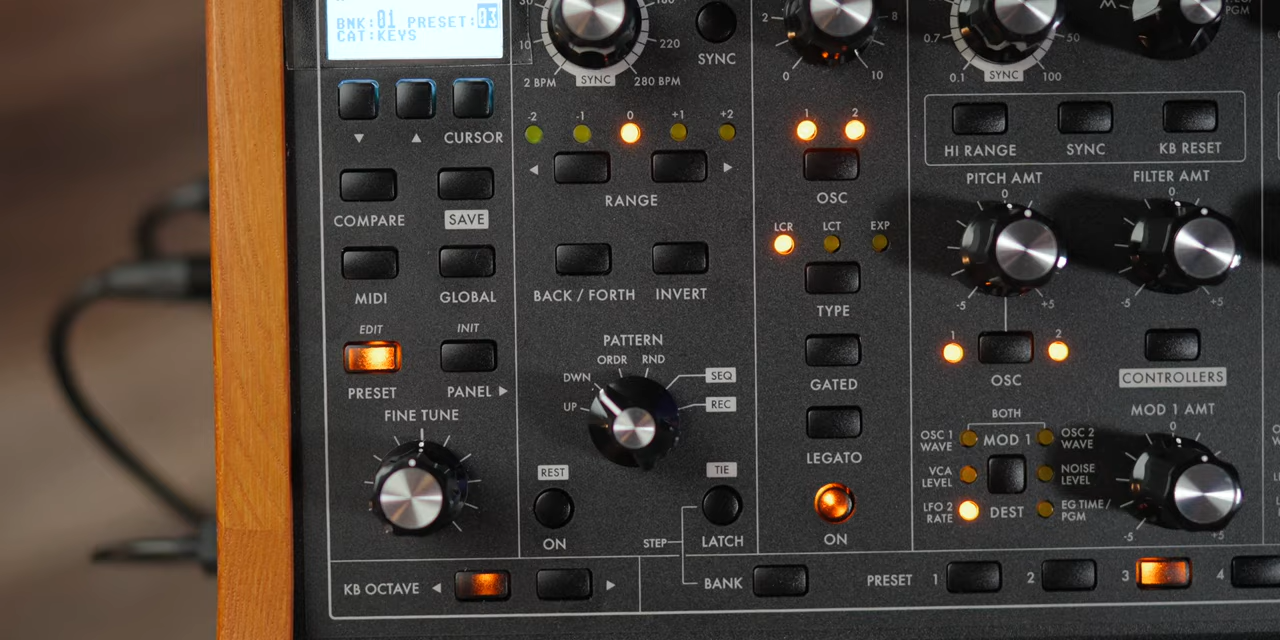 BNK:01 PRESET:03
CAT:KEYS
▼
▲
CURSOR
COMPARE
SAVE
MIDI
GLOBAL
EDIT
INIT
PRESET
PANEL ▶
FINE TUNE
30
10
220
2 BPM
280 BPM
SYNC
SYNC
-2
-1
0
+1
+2
◀
▶
RANGE
BACK / FORTH
INVERT
PATTERN
ORDR
RND
DWN
SEQ
UP
REC
REST
TIE
ON
LATCH
STEP
2
8
0
10
1
2
OSC
LCR
LCT
EXP
TYPE
GATED
LEGATO
ON
0.7
50
0.1
100
SYNC
PGM
HI RANGE
SYNC
KB RESET
PITCH AMT
0
-5
+5
FILTER AMT
0
-5
+5
1
2
OSC
CONTROLLERS
BOTH
OSC 1
WAVE
MOD 1
OSC 2
WAVE
VCA
LEVEL
NOISE
LEVEL
LFO 2
RATE
DEST
EG TIME/
PGM
MOD 1 AMT
0
-5
+5
KB OCTAVE ◀
▶
BANK
PRESET
1
2
3
4